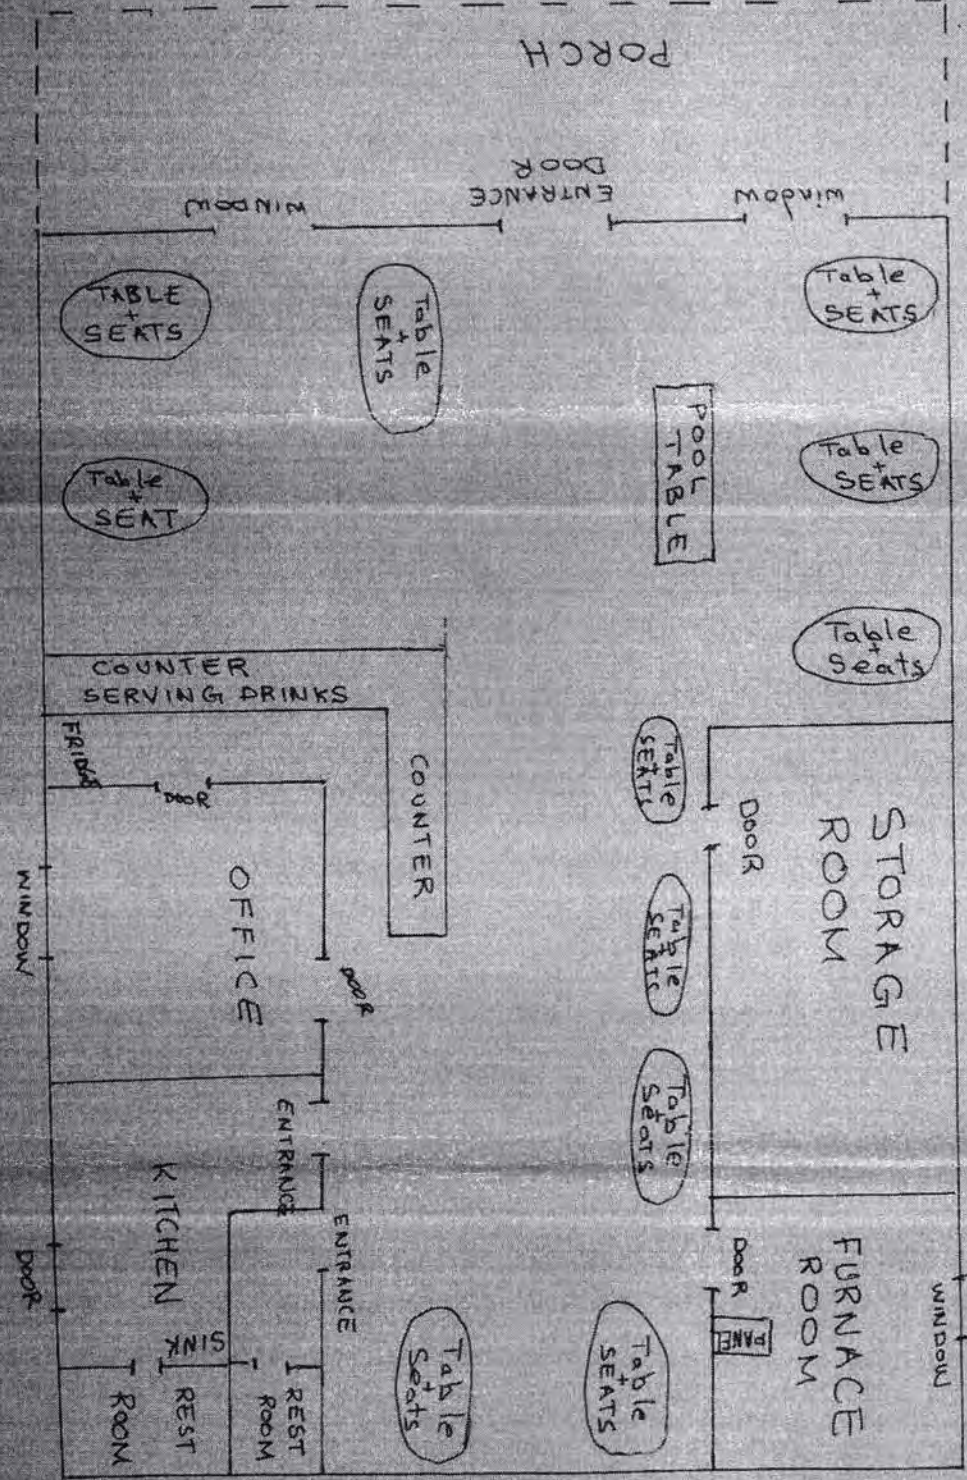 PORCH
WINDOW
ENTRANCE
DOOR
Window
TABLE
+
SEATS
Table
+
SEATS
Table
+
SEATS
Table
+
SEAT
POOL
TABLE
Table
+
SEATS
Table
+
Seats
COUNTER
SERVING DRINKS
COUNTER
FRIDGE
DOOR
OFFICE
WINDOW
DOOR
Table
+
SEATS
Table
+
SEATS
Table
+
Seats
DOOR
STORAGE
ROOM
ENTRANCE
KITCHEN
DOOR
SINK
ENTRANCE
REST
ROOM
REST
ROOM
Table
+
Seats
Table
+
SEATS
DOOR
PANEL
FURNACE
ROOM
WINDOW